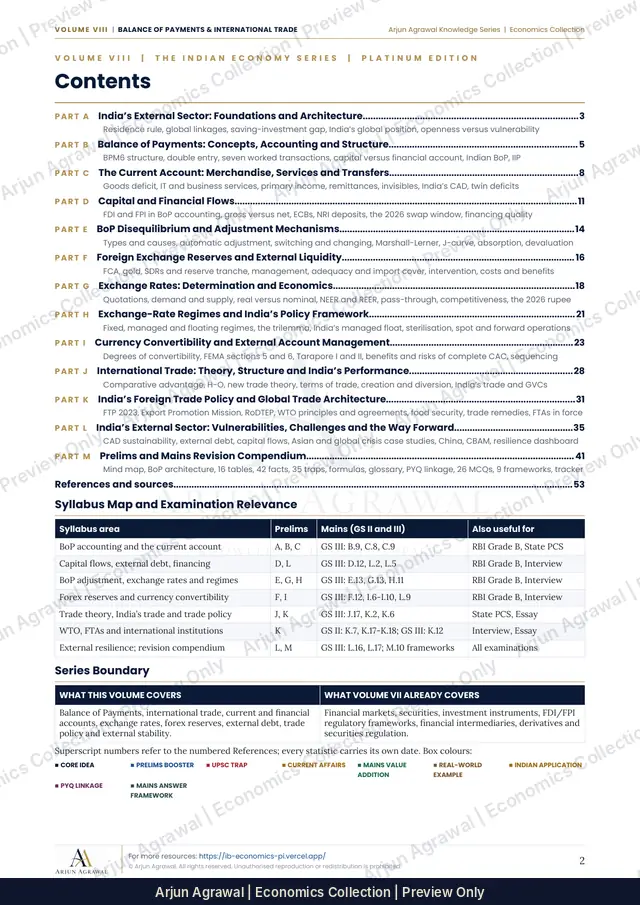 VOLUME VIII | BALANCE OF PAYMENTS & INTERNATIONAL TRADE
Arjun Agrawal Knowledge Series | Economics Collection
VOLUME VIII | THE INDIAN ECONOMY SERIES | PLATINUM EDITION
Contents
PART A India's External Sector: Foundations and Architecture 3
Residence rule, global linkages, saving-investment gap, India's global position, openness versus vulnerability
PART B Balance of Payments: Concepts, Accounting and Structure 5
BPM6 structure, double entry, seven worked transactions, capital versus financial account, Indian BoP, IIP
PART C The Current Account: Merchandise, Services and Transfers 8
Goods deficit, IT and business services, primary income, remittances, invisibles, India's CAD, twin deficits
PART D Capital and Financial Flows 11
FDI and FPI in BoP accounting, gross versus net, ECBs, NRI deposits, the 2026 swap window, financing quality
PART E BoP Disequilibrium and Adjustment Mechanisms 14
Types and causes, automatic adjustment, switching and changing, Marshall-Lerner, J-curve, absorption, devaluation
PART F Foreign Exchange Reserves and External Liquidity 16
FCA, gold, SDRs and reserve tranche, management, adequacy and import cover, intervention, costs and benefits
PART G Exchange Rates: Determination and Economics 18
Quotations, demand and supply, real versus nominal, NEER and REER, pass-through, competitiveness, the 2026 rupee
PART H Exchange-Rate Regimes and India's Policy Framework 21
Fixed, managed and floating regimes, the trilemma, India's managed float, sterilisation, spot and forward operations
PART I Currency Convertibility and External Account Management 23
Degrees of convertibility, FEMA sections 5 and 6, Tarapore I and II, benefits and risks of complete CAC, sequencing
PART J International Trade: Theory, Structure and India's Performance 28
Comparative advantage, H-O, new trade theory, terms of trade, creation and diversion, India's trade and GVCs
PART K India's Foreign Trade Policy and Global Trade Architecture 31
FTP 2023, Export Promotion Mission, RoDTEP, WTO principles and agreements, food security, trade remedies, FTAs in force
PART L India's External Sector: Vulnerabilities, Challenges and the Way Forward 35
CAD sustainability, external debt, capital flows, Asian and global crisis case studies, China, CBAM, resilience dashboard
PART M Prelims and Mains Revision Compendium 41
Mind map, BoP architecture, 16 tables, 42 facts, 35 traps, formulas, glossary, PYQ linkage, 26 MCQs, 9 frameworks, tracker
References and sources 53
Syllabus Map and Examination Relevance
Syllabus area Prelims Mains (GS II and III) Also useful for
BoP accounting and the current account A, B, C GS III: B.9, C.8, C.9 RBI Grade B, State PCS
Capital flows, external debt, financing D, L GS III: D.12, L.2, L.5 RBI Grade B, Interview
BoP adjustment, exchange rates and regimes E, G, H GS III: E.13, G.13, H.11 RBI Grade B, Interview
Forex reserves and currency convertibility F, I GS III: F.12, I.6-I.10, L.9 RBI Grade B, Interview
Trade theory, India's trade and trade policy J, K GS III: J.17, K.2, K.6 State PCS, Essay
WTO, FTAs and international institutions K GS II: K.7, K.17-K.18; GS III: K.12 Interview, Essay
External resilience; revision compendium L, M GS III: L.16, L.17; M.10 frameworks All examinations
Series Boundary
WHAT THIS VOLUME COVERS WHAT VOLUME VII ALREADY COVERS
Balance of Payments, international trade, current and financial accounts, exchange rates, forex reserves, external debt, trade policy and external stability.
Financial markets, securities, investment instruments, FDI/FPI regulatory frameworks, financial intermediaries, derivatives and securities regulation.
Superscript numbers refer to the numbered References; every statistic carries its own date. Box colours:
CORE IDEA PRELIMS BOOSTER UPSC TRAP CURRENT AFFAIRS MAINS VALUE ADDITION REAL-WORLD EXAMPLE INDIAN APPLICATION
PYQ LINKAGE MAINS ANSWER FRAMEWORK
ARJUN AGRAWAL
For more resources: https://ib-economics-pi.vercel.app/
© Arjun Agrawal. All rights reserved. Unauthorised reproduction or redistribution is prohibited.
2
Arjun Agrawal | Economics Collection | Preview Only